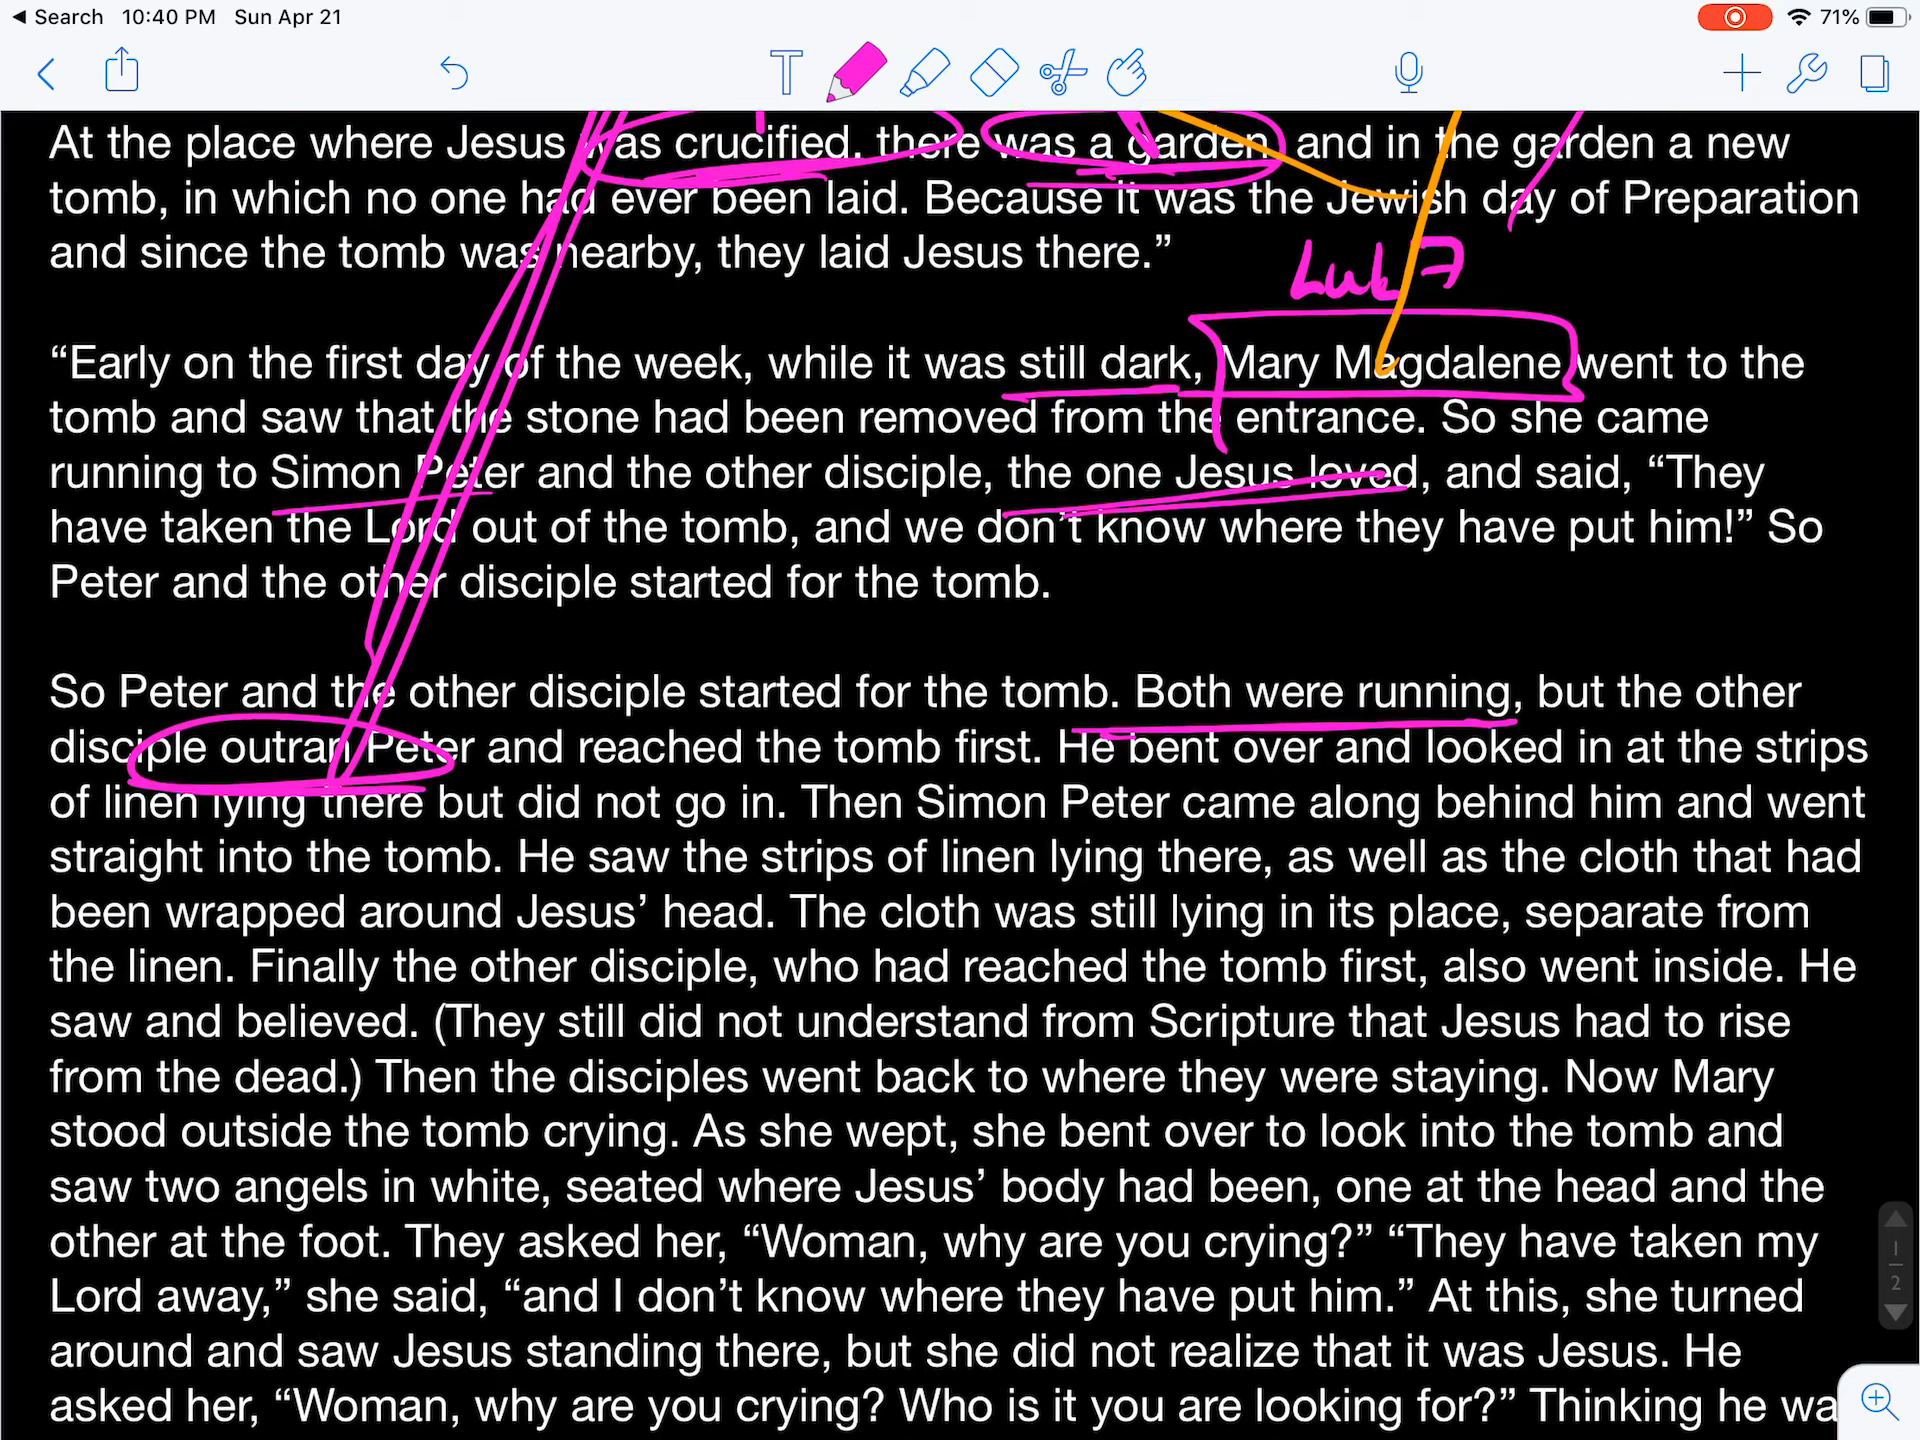 Search 10:40 PM Sun Apr 21 71%
T
At the place where Jesus was crucified, there was a garden, and in the garden a new
tomb, in which no one had ever been laid. Because it was the Jewish day of Preparation
and since the tomb was nearby, they laid Jesus there.”
Luk 7
“Early on the first day of the week, while it was still dark, Mary Magdalene went to the
tomb and saw that the stone had been removed from the entrance. So she came
running to Simon Peter and the other disciple, the one Jesus loved, and said, “They
have taken the Lord out of the tomb, and we don’t know where they have put him!” So
Peter and the other disciple started for the tomb.
So Peter and the other disciple started for the tomb. Both were running, but the other
disciple outran Peter and reached the tomb first. He bent over and looked in at the strips
of linen lying there but did not go in. Then Simon Peter came along behind him and went
straight into the tomb. He saw the strips of linen lying there, as well as the cloth that had
been wrapped around Jesus’ head. The cloth was still lying in its place, separate from
the linen. Finally the other disciple, who had reached the tomb first, also went inside. He
saw and believed. (They still did not understand from Scripture that Jesus had to rise
from the dead.) Then the disciples went back to where they were staying. Now Mary
stood outside the tomb crying. As she wept, she bent over to look into the tomb and
saw two angels in white, seated where Jesus’ body had been, one at the head and the
other at the foot. They asked her, “Woman, why are you crying?” “They have taken my
Lord away,” she said, “and I don’t know where they have put him.” At this, she turned
around and saw Jesus standing there, but she did not realize that it was Jesus. He
asked her, “Woman, why are you crying? Who is it you are looking for?” Thinking he wa
1
2